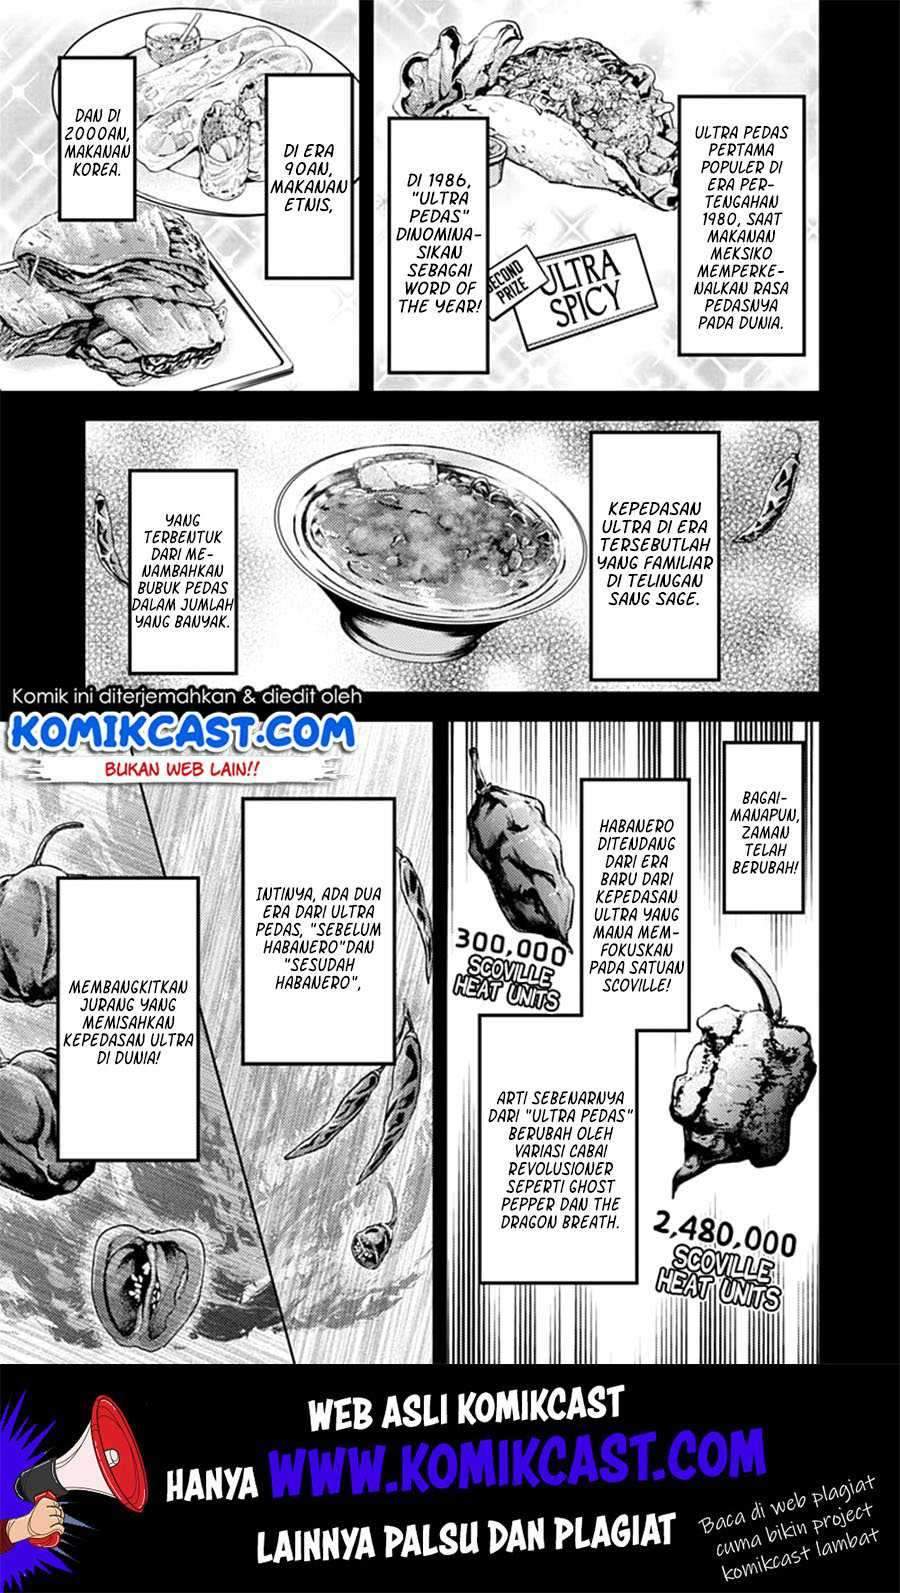 ULTRA PEDAS
PERTAMA
POPULER DI
ERA PER-
TENGAHAN
1980, SAAT
MAKANAN
MEKSIKO
MEMPERKE-
NALKAN RASA
PEDASNYA
PADA DUNIA.
DI 1986,
"ULTRA
PEDAS"
DINOMINA-
SIKAN
SEBAGAI
WORD OF
THE YEAR!
SECOND
PRIZE
ULTRA
SPICY
DI ERA
90AN,
MAKANAN
ETNIS,
DAN DI
2000AN,
MAKANAN
KOREA.
KEPEDASAN
ULTRA DI ERA
TERSEBUTLAH
YANG FAMILIAR
DI TELINGAN
SANG SAGE.
YANG
TERBENTUK
DARI ME-
NAMBAHKAN
BUBUK PEDAS
DALAM JUMLAH
YANG BANYAK.
Komik ini diterjemahkan & diedit oleh
KOMIKCAST.COM
BUKAN WEB LAIN!!
BAGAI-
MANAPUN,
ZAMAN
TELAH
BERUBAH!
HABANERO
DITENDANG
DARI ERA
BARU DARI
KEPEDASAN
ULTRA YANG
MANA MEM-
FOKUSKAN
PADA SATUAN
SCOVILLE!
300,000
SCOVILLE
HEAT UNITS
ARTI SEBENARNYA
DARI "ULTRA PEDAS"
BERUBAH OLEH
VARIASI CABAI
REVOLUSIONER
SEPERTI GHOST
PEPPER DAN THE
DRAGON BREATH.
2,480,000
SCOVILLE
HEAT UNITS
INTINYA, ADA DUA
ERA DARI ULTRA
PEDAS, "SEBELUM
HABANERO"DAN
"SESUDAH
HABANERO",
MEMBANGKITKAN
JURANG YANG
MEMISAHKAN
KEPEDASAN ULTRA
DI DUNIA!
WEB ASLI KOMIKCAST
HANYA WWW.KOMIKCAST.COM
LAINNYA PALSU DAN PLAGIAT
Baca di web plagiat
cuma bikin project
komikcast lambat